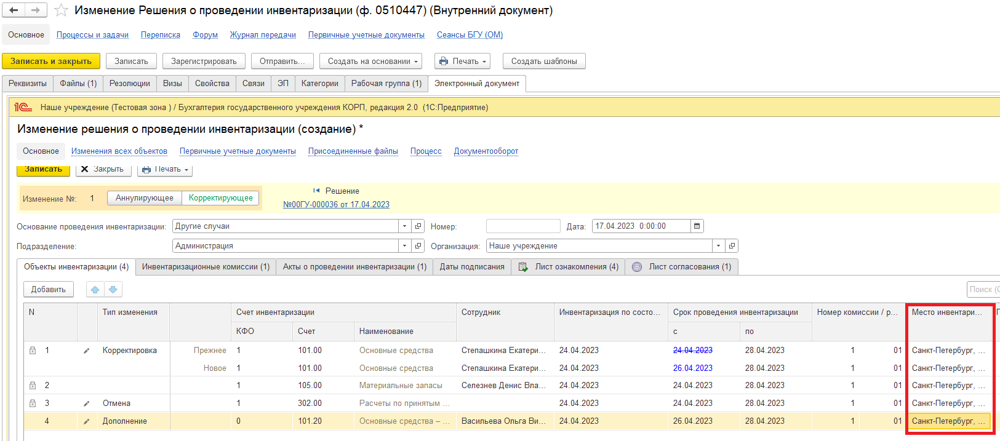 Изменение Решения о проведении инвентаризации (ф. 0510447) (Внутренний документ)
Основное Процессы и задачи Переписка Форум Журнал передачи Первичные учетные документы Сеансы БГУ (ОМ)
Записать и закрыть Записать Зарегистрировать Отправить... Создать на основании Печать Создать шаблоны
Реквизиты Файлы (1) Резолюции Визы Свойства Связи ЭП Категории Рабочая группа (1) Электронный документ
1С Наше учреждение (Тестовая зона ) / Бухгалтерия государственного учреждения КОРП, редакция 2.0 (1С:Предприятие)
Изменение решения о проведении инвентаризации (создание) *
Основное Изменения всех объектов Первичные учетные документы Присоединенные файлы Процесс Документооборот
Записать Закрыть Печать
Решение
Изменение №: 1 Аннулирующее Корректирующее
№00ГУ-000036 от 17.04.2023
Основание проведения инвентаризации: Другие случаи Номер: Дата: 17.04.2023 0:00:00
Подразделение: Администрация Организация: Наше учреждение
Объекты инвентаризации (4) Инвентаризационные комиссии (1) Акты о проведении инвентаризации (1) Даты подписания Лист ознакомления (4) Лист согласования (1)
Добавить Поиск (
N Тип изменения Счет инвентаризации Сотрудник Инвентаризация по состо... Срок проведения инвентаризации Номер комиссии / р... Место инвентари...
КФО Счет Наименование с по
1 Корректировка Прежнее 1 101.00 Основные средства Степашкина Екатери... 24.04.2023 24.04.2023 28.04.2023 1 01 Санкт-Петербург, ...
Новое 1 101.00 Основные средства Степашкина Екатери... 24.04.2023 26.04.2023 28.04.2023 1 01 Санкт-Петербург, ...
2 1 105.00 Материальные запасы Селезнев Денис Вла... 24.04.2023 24.04.2023 28.04.2023 1 01 Санкт-Петербург, ...
3 Отмена 1 302.00 Расчеты по принятым ... 24.04.2023 24.04.2023 28.04.2023 1 01 Санкт-Петербург, ...
4 Дополнение 0 101.20 Основные средства – ... Васильева Ольга Ви... 24.04.2023 26.04.2023 28.04.2023 1 01 Санкт-Петербург, ...